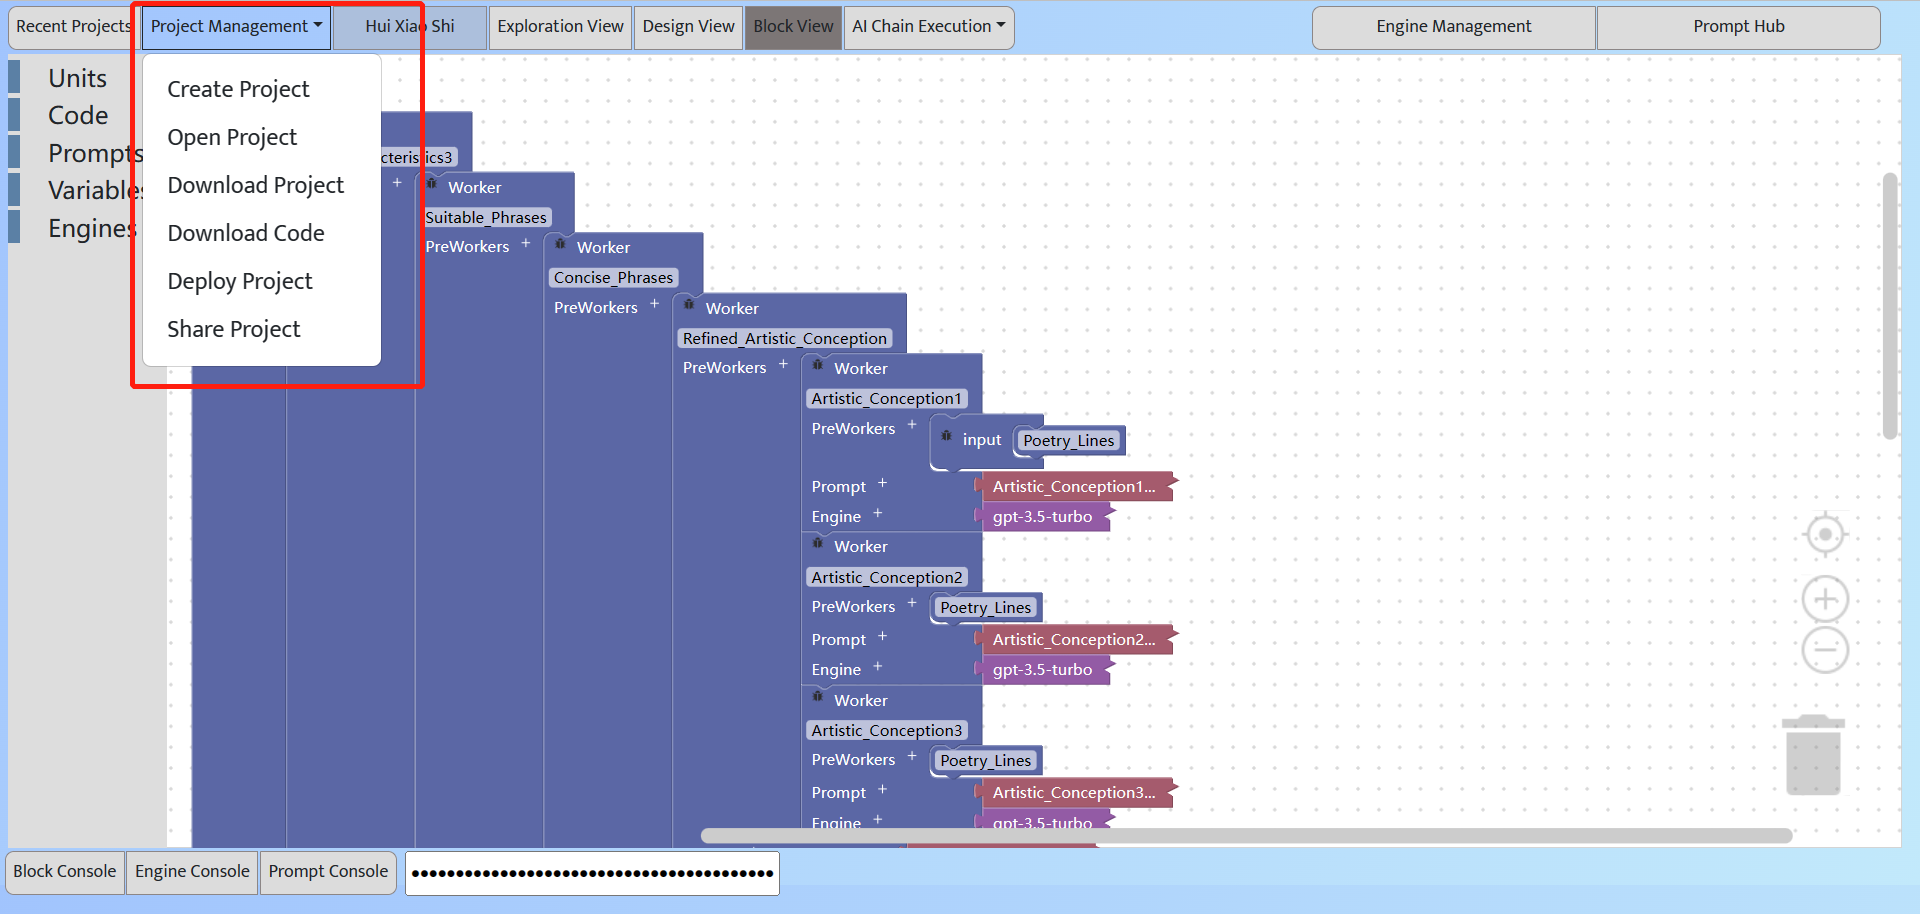 Recent Projects
Project Management
Hui Xiao Shi
Exploration View
Design View
Block View
AI Chain Execution
Engine Management
Prompt Hub
Units
Code
Prompts
Variables
Engines
Create Project
Open Project
Download Project
Download Code
Deploy Project
Share Project
cteristics3
+ Worker
Suitable_Phrases
PreWorkers + Worker
Concise_Phrases
PreWorkers + Worker
Refined_Artistic_Conception
PreWorkers + Worker
Artistic_Conception1
PreWorkers + input Poetry_Lines
Prompt + Artistic_Conception1...
Engine + gpt-3.5-turbo
Worker
Artistic_Conception2
PreWorkers + Poetry_Lines
Prompt + Artistic_Conception2...
Engine + gpt-3.5-turbo
Worker
Artistic_Conception3
PreWorkers + Poetry_Lines
Prompt + Artistic_Conception3...
Engine + gpt-3.5-turbo
Block Console
Engine Console
Prompt Console